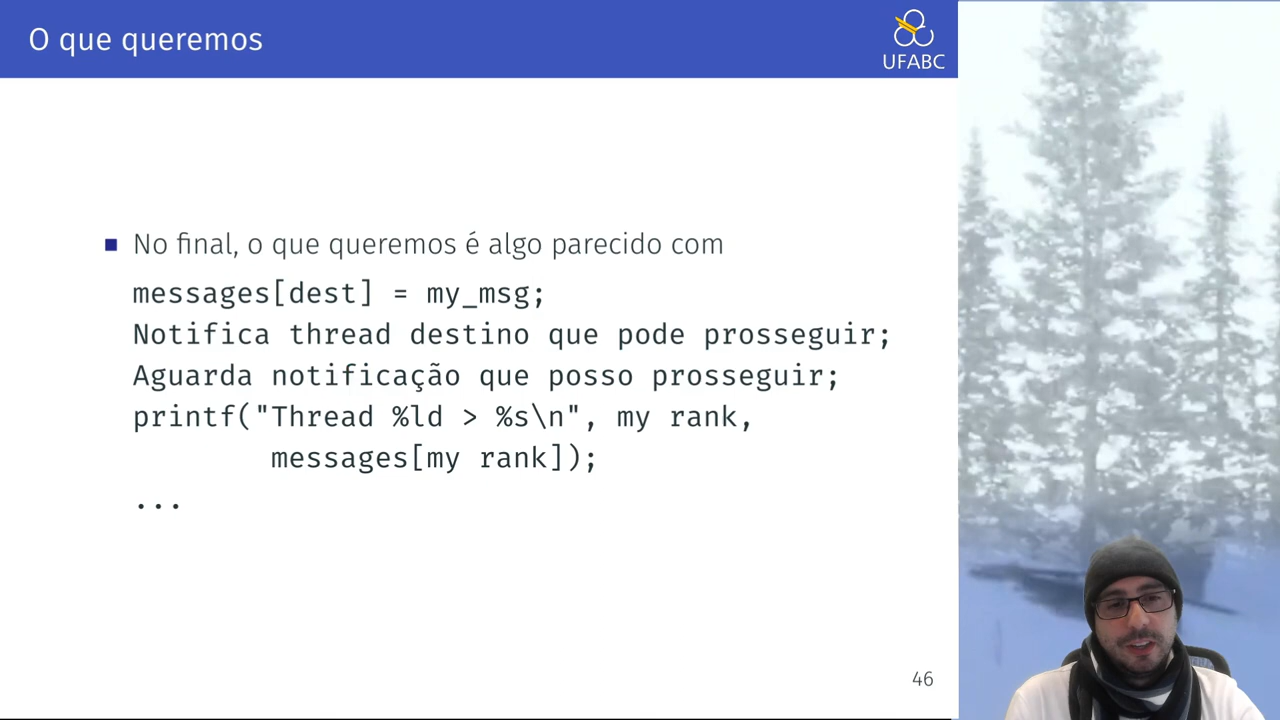 O que queremos
UFABC
No final, o que queremos é algo parecido com
messages[dest] = my_msg;
Notifica thread destino que pode prosseguir;
Aguarda notificação que posso prosseguir;
printf("Thread %ld > %s\n", my rank,
messages[my rank]);
...
46